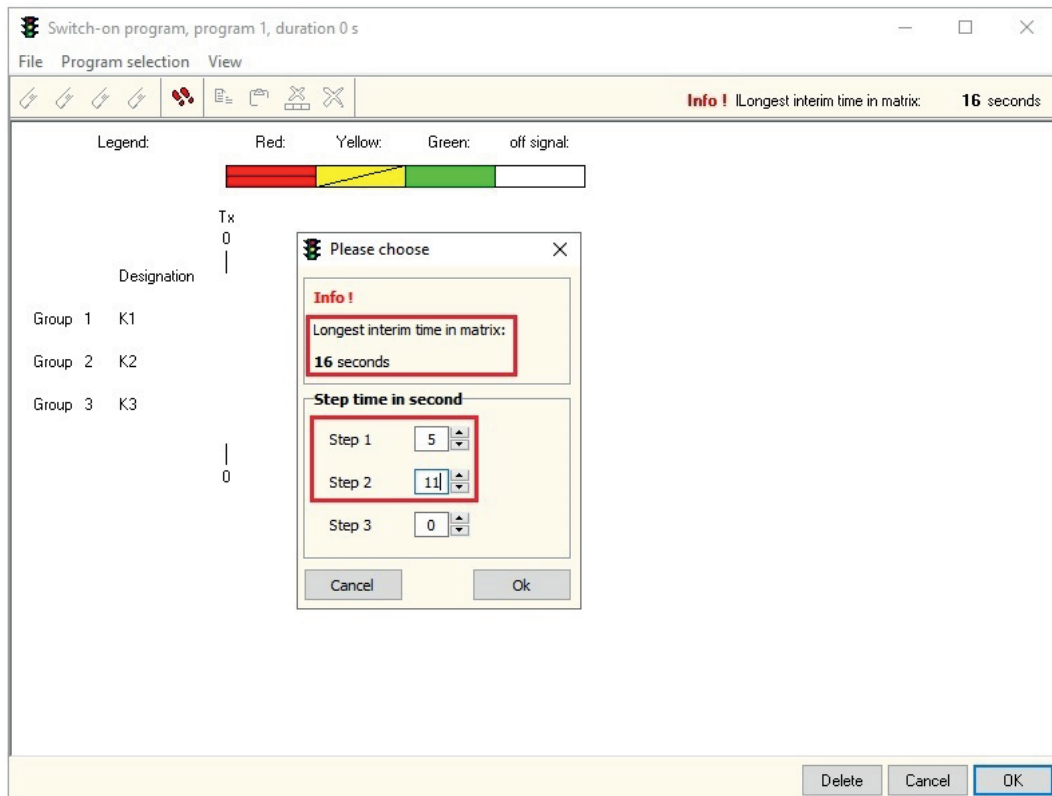 Switch-on program, program 1, duration 0 s
File Program selection View
Info ! lLongest interim time in matrix: 16 seconds
Legend: Red: Yellow: Green: off signal:
Tx
0
Designation
Group 1 K1
Group 2 K2
Group 3 K3
0
Please choose
Info !
Longest interim time in matrix:
16 seconds
Step time in second
Step 1 5
Step 2 11
Step 3 0
Cancel Ok
Delete Cancel OK